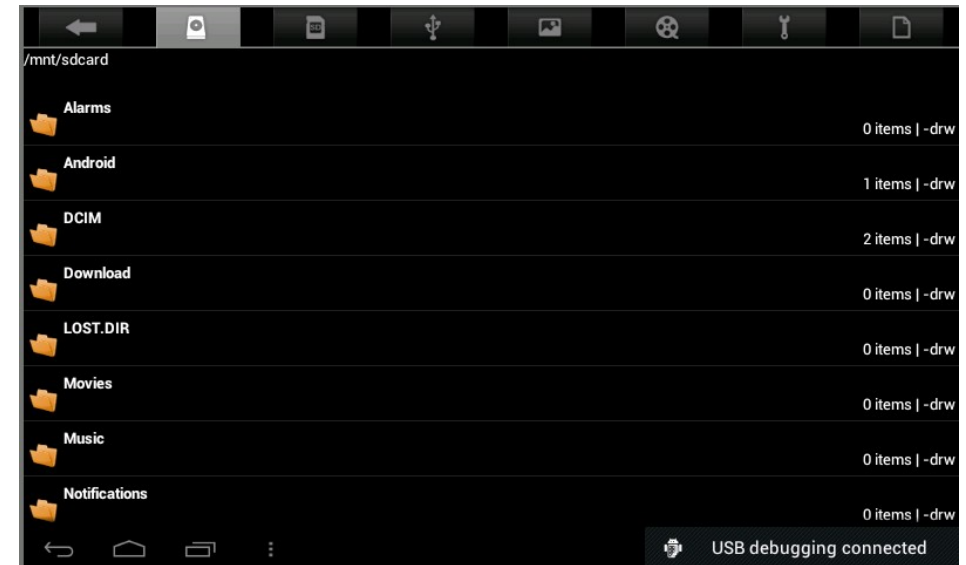 /mnt/sdcard
Alarms
0 items | -drw
Android
1 items | -drw
DCIM
2 items | -drw
Download
0 items | -drw
LOST.DIR
0 items | -drw
Movies
0 items | -drw
Music
0 items | -drw
Notifications
0 items | -drw
USB debugging connected